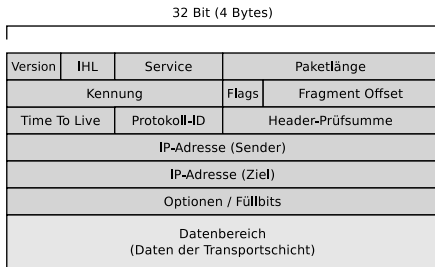 32 Bit (4 Bytes)
Version IHL Service Paketlänge
Kennung Flags Fragment Offset
Time To Live Protokoll-ID Header-Prüfsumme
IP-Adresse (Sender)
IP-Adresse (Ziel)
Optionen / Füllbits
Datenbereich
(Daten der Transportschicht)